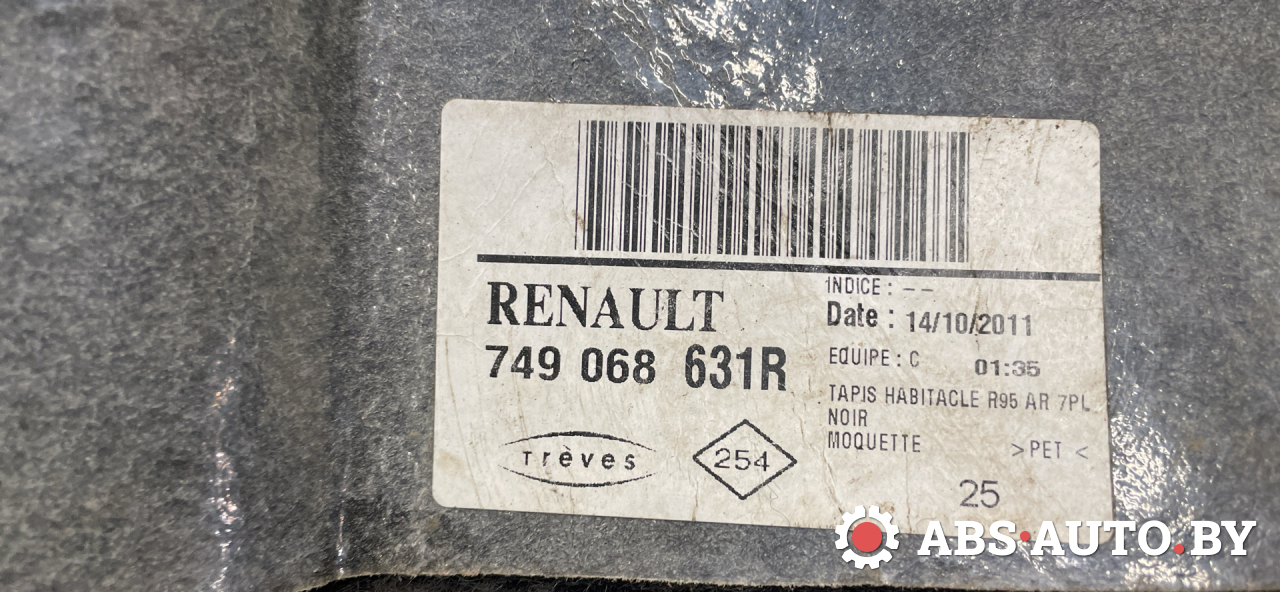 RENAULT
749 068 631R
Trèves
254
INDICE : --
Date : 14/10/2011
EQUIPE : C 01:35
TAPIS HABITACLE R95 AR 7PL
NOIR
MOQUETTE >PET<
25
ABS.AUTO.BY